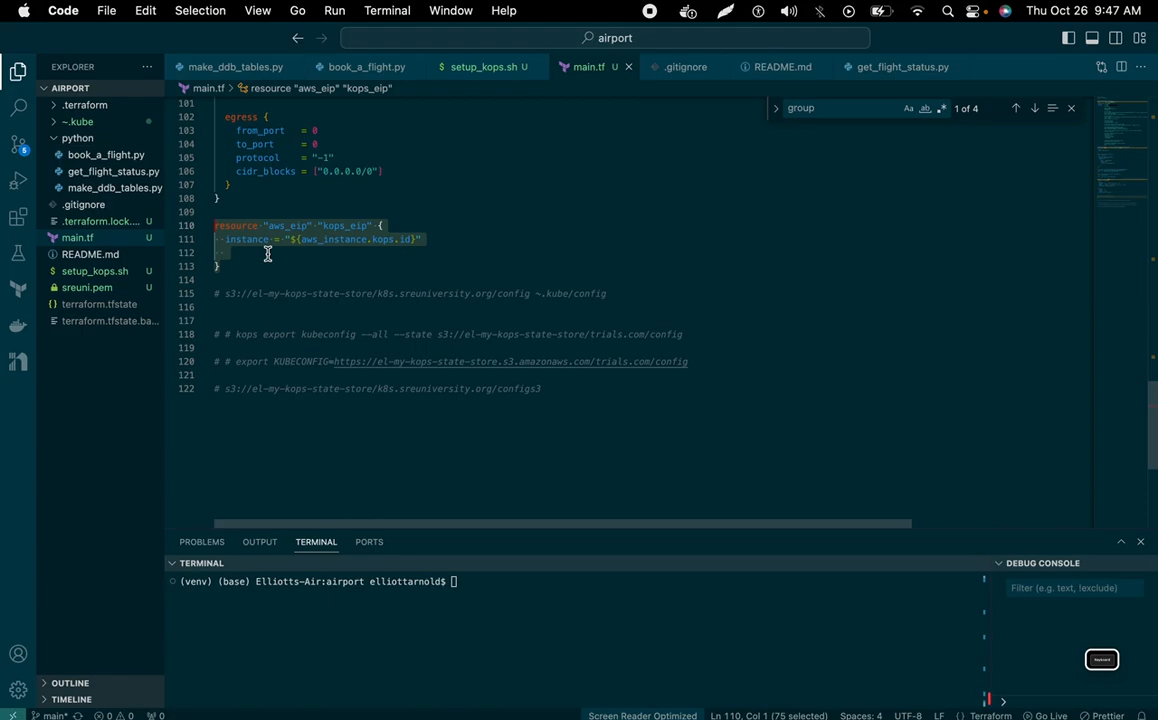 Code File Edit Selection View Go Run Terminal Window Help Thu Oct 26 9:47 AM
airport
EXPLORER
make_ddb_tables.py book_a_flight.py $ setup_kops.sh U main.tf U .gitignore README.md get_flight_status.py
AIRPORT
main.tf > resource "aws_eip" "kops_eip"
.terraform
~.kube
python
book_a_flight.py
get_flight_status.py
make_ddb_tables.py
.gitignore
.terraform.lock.... U
main.tf U
README.md
$ setup_kops.sh U
sreuni.pem U
terraform.tfstate
terraform.tfstate.ba...
5
group Aa ab 1 of 4
101
102 egress {
103 from_port = 0
104 to_port = 0
105 protocol = "-1"
106 cidr_blocks = ["0.0.0.0/0"]
107 }
108 }
109
110 resource "aws_eip" "kops_eip" {
111 instance = "${aws_instance.kops.id}"
112
113 }
114
115 # s3://el-my-kops-state-store/k8s.sreuniversity.org/config ~.kube/config
116
117
118 # # kops export kubeconfig --all --state s3://el-my-kops-state-store/trials.com/config
119
120 # # export KUBECONFIG=https://el-my-kops-state-store.s3.amazonaws.com/trials.com/config
121
122 # s3://el-my-kops-state-store/k8s.sreuniversity.org/configs3
PROBLEMS OUTPUT TERMINAL PORTS
TERMINAL
(venv) (base) Elliotts-Air:airport elliottarnold$
DEBUG CONSOLE
Filter (e.g. text, !exclude)
Keyboard
OUTLINE
TIMELINE
main* 0 0 0 Screen Reader Optimized Ln 110, Col 1 (75 selected) Spaces: 4 UTF-8 LF {} Terraform Go Live Prettier